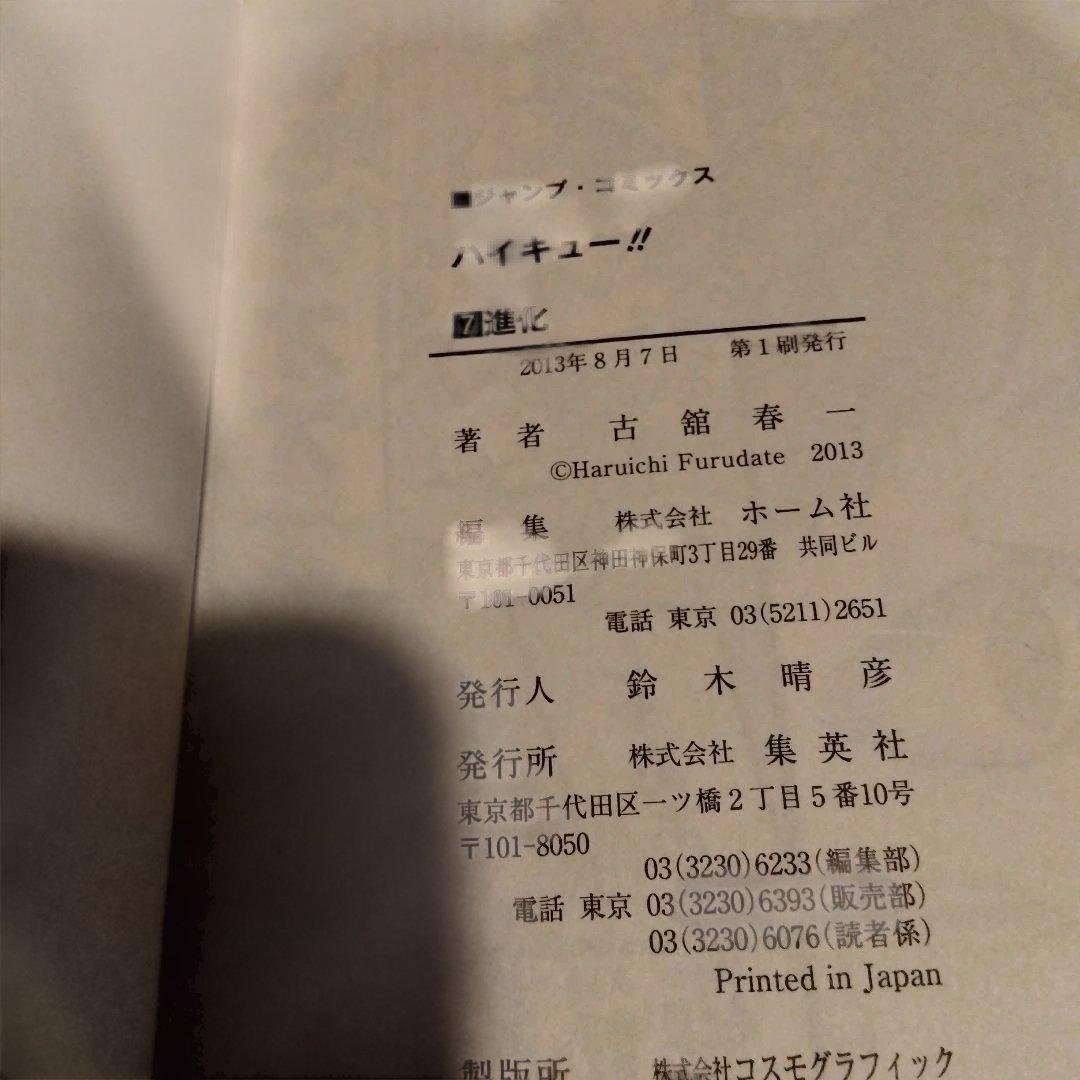 ■ジャンプ・コミックス
ハイキュー!!
7進化
2013年8月7日 第1刷発行
著者 古舘春一
©Haruichi Furudate 2013
編集 株式会社 ホーム社
東京都千代田区神田神保町3丁目29番 共同ビル
〒101-0051
電話 東京 03(5211)2651
発行人 鈴木晴彦
発行所 株式会社 集英社
東京都千代田区一ツ橋2丁目5番10号
〒101-8050
03(3230)6233(編集部)
電話 東京 03(3230)6393(販売部)
03(3230)6076(読者係)
Printed in Japan
製版所 株式会社コスモグラフィック